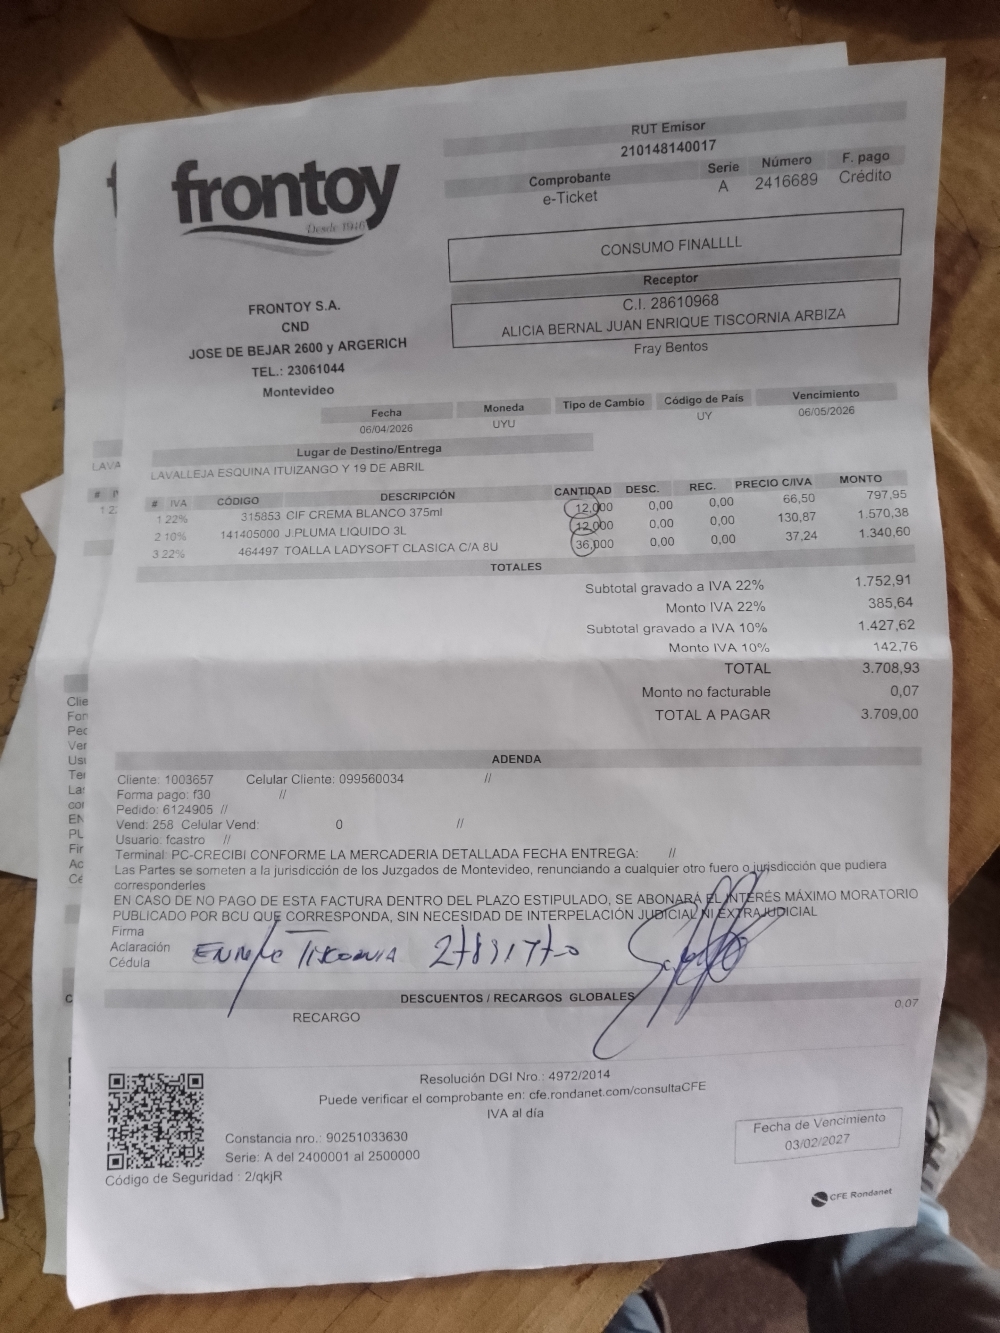 frontoy
Desde 1946
RUT Emisor
210148140017
Comprobante Serie Número F. pago
e-Ticket A 2416689 Crédito
CONSUMO FINALLLL
Receptor
C.I. 28610968
ALICIA BERNAL JUAN ENRIQUE TISCORNIA ARBIZA
Fray Bentos
FRONTOY S.A.
CND
JOSE DE BEJAR 2600 y ARGERICH
TEL.: 23061044
Montevideo
Fecha Moneda Tipo de Cambio Código de País Vencimiento
06/04/2026 UYU UY 06/05/2026
Lugar de Destino/Entrega
LAVALLEJA ESQUINA ITUIZANGO Y 19 DE ABRIL
# IVA CÓDIGO DESCRIPCIÓN CANTIDAD DESC. REC. PRECIO C/IVA MONTO
1 22% 315853 CIF CREMA BLANCO 375ml 12,000 0,00 0,00 66,50 797,95
2 10% 141405000 J.PLUMA LIQUIDO 3L 12,000 0,00 0,00 130,87 1.570,38
3 22% 464497 TOALLA LADYSOFT CLASICA C/A 8U 36,000 0,00 0,00 37,24 1.340,60
TOTALES
Subtotal gravado a IVA 22% 1.752,91
Monto IVA 22% 385,64
Subtotal gravado a IVA 10% 1.427,62
Monto IVA 10% 142,76
TOTAL 3.708,93
Monto no facturable 0,07
TOTAL A PAGAR 3.709,00
ADENDA
Cliente: 1003657 Celular Cliente: 099560034 //
Forma pago: f30 //
Pedido: 6124905 //
Vend: 258 Celular Vend: 0 //
Usuario: fcastro //
Terminal: PC-CRECIBI CONFORME LA MERCADERIA DETALLADA FECHA ENTREGA: //
Las Partes se someten a la jurisdicción de los Juzgados de Montevideo, renunciando a cualquier otro fuero o jurisdicción que pudiera
corresponderles
EN CASO DE NO PAGO DE ESTA FACTURA DENTRO DEL PLAZO ESTIPULADO, SE ABONARÁ EL INTERÉS MÁXIMO MORATORIO
PUBLICADO POR BCU QUE CORRESPONDA, SIN NECESIDAD DE INTERPELACIÓN JUDICIAL NI EXTRAJUDICIAL
Firma
Aclaración
Cédula
ENRIQUE TISCORNIA
DESCUENTOS / RECARGOS GLOBALES
RECARGO 0,07
Resolución DGI Nro.: 4972/2014
Puede verificar el comprobante en: cfe.rondanet.com/consultaCFE
IVA al día
Constancia nro.: 90251033630
Serie: A del 2400001 al 2500000
Código de Seguridad : 2/qkjR
Fecha de Vencimiento
03/02/2027
CFE Rondanet